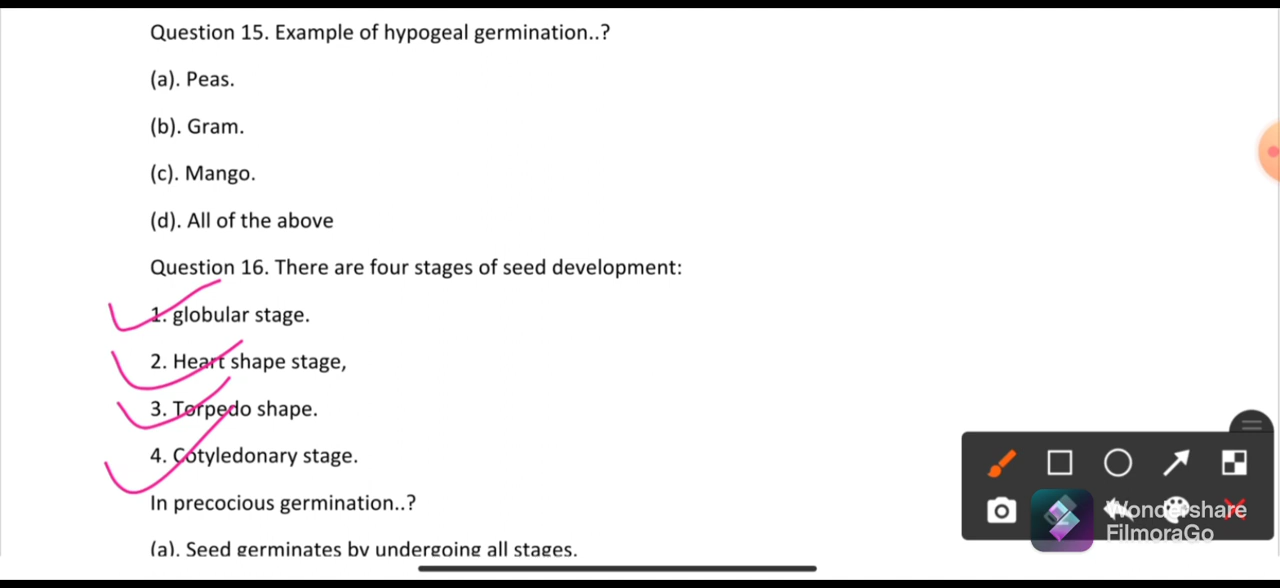 Question 15. Example of hypogeal germination..?
(a). Peas.
(b). Gram.
(c). Mango.
(d). All of the above
Question 16. There are four stages of seed development:
1. globular stage.
2. Heart shape stage,
3. Torpedo shape.
4. Cotyledonary stage.
In precocious germination..?
(a). Seed germinates by undergoing all stages.
Wondershare
FilmoraGo